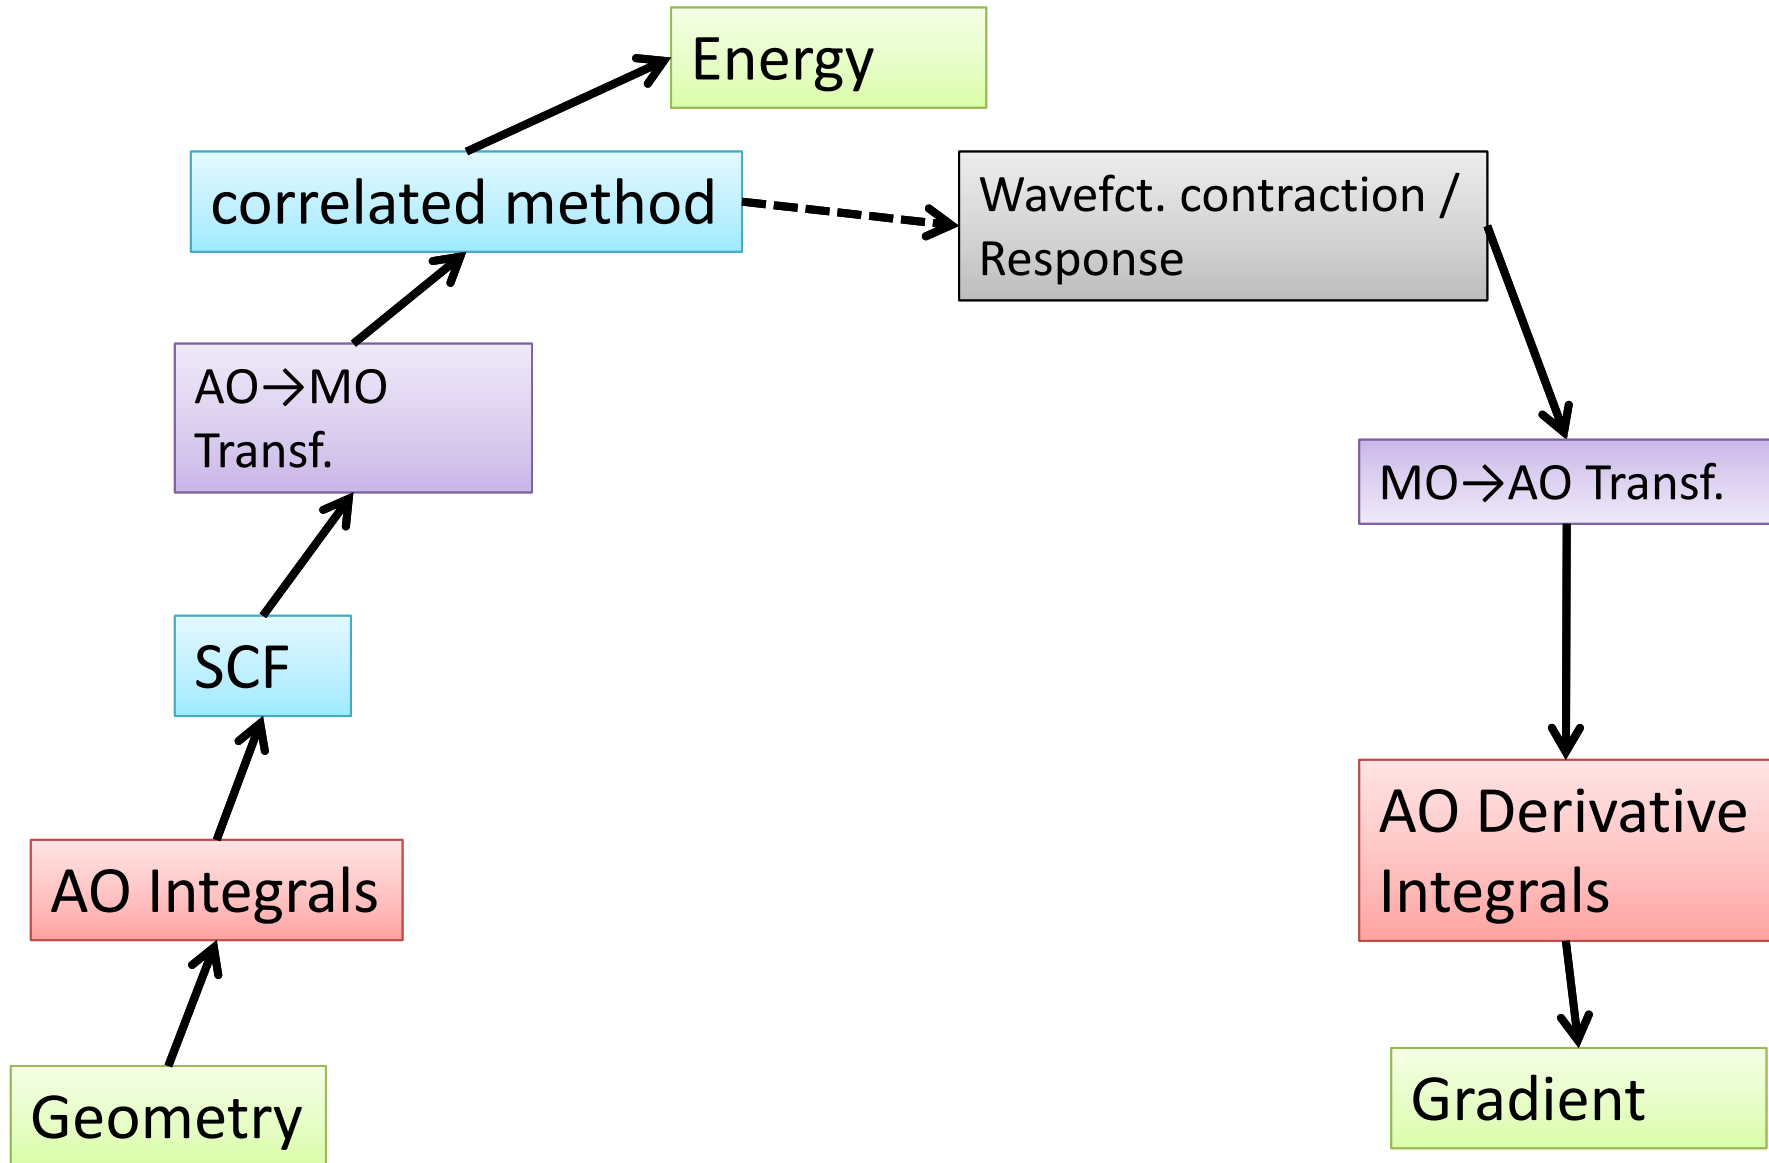 Energy
correlated method
Wavefct. contraction /
Response
AO→MO
Transf.
MO→AO Transf.
SCF
AO Derivative
Integrals
AO Integrals
Geometry
Gradient